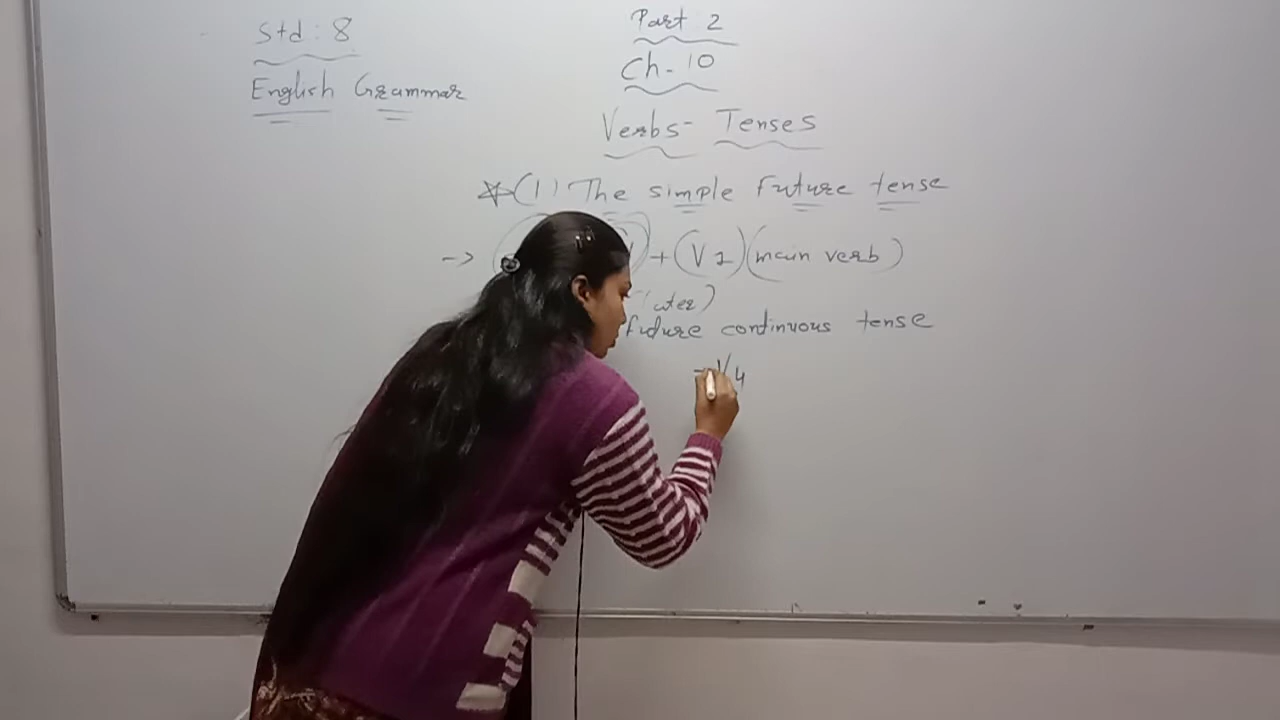 Std : 8
English Grammar
Part 2
Ch - 10
Verbs - Tenses
(1) The simple future tense
-> + (V 1) (main verb)
future continuous tense
V4